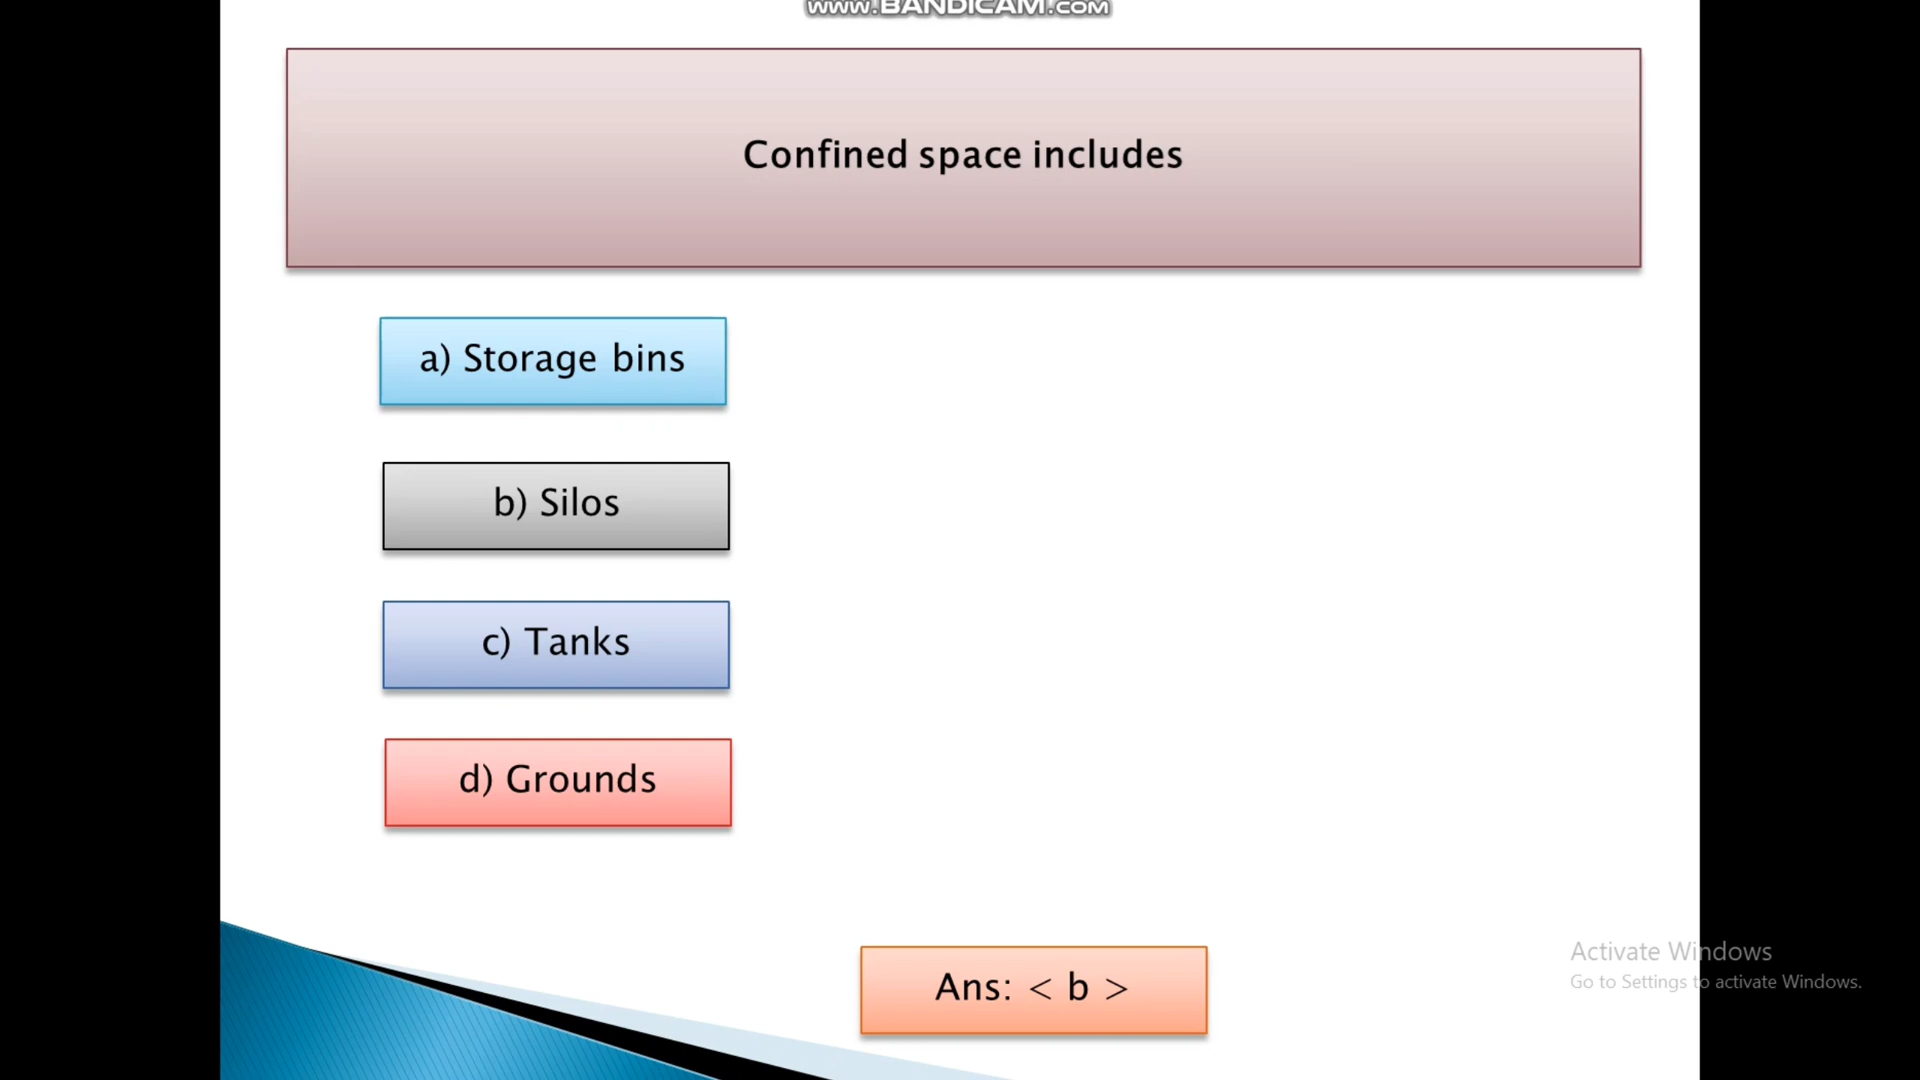 www.BANDICAM.com
Confined space includes
a) Storage bins
b) Silos
c) Tanks
d) Grounds
Ans: < b >
Activate Windows
Go to Settings to activate Windows.